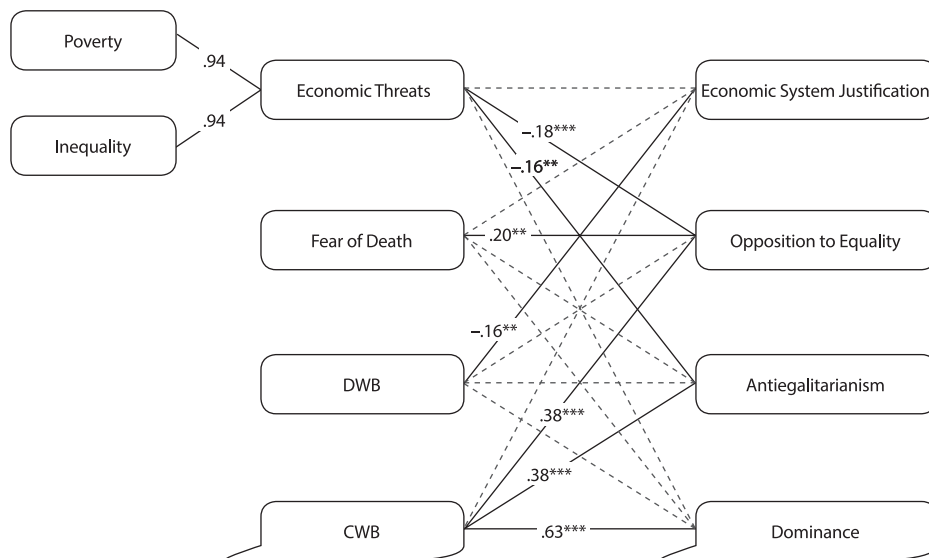 Poverty
.94
Economic Threats
Economic System Justification
.94
Inequality
–.18***
–.16**
Fear of Death
.20**
Opposition to Equality
–.16**
DWB
Antiegalitarianism
.38***
.38***
CWB
.63***
Dominance